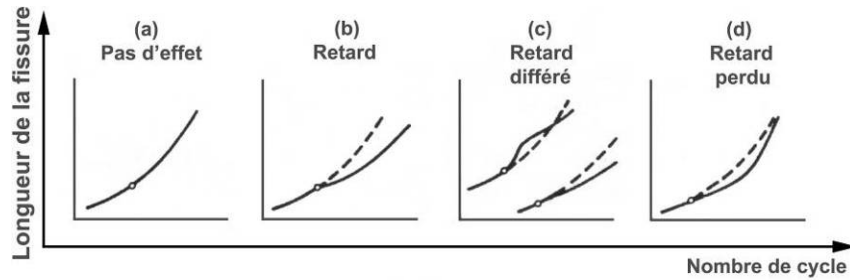 (a)
Pas d'effet
(b)
Retard
(c)
Retard
différé
(d)
Retard
perdu
Longueur de la fissure
Nombre de cycle